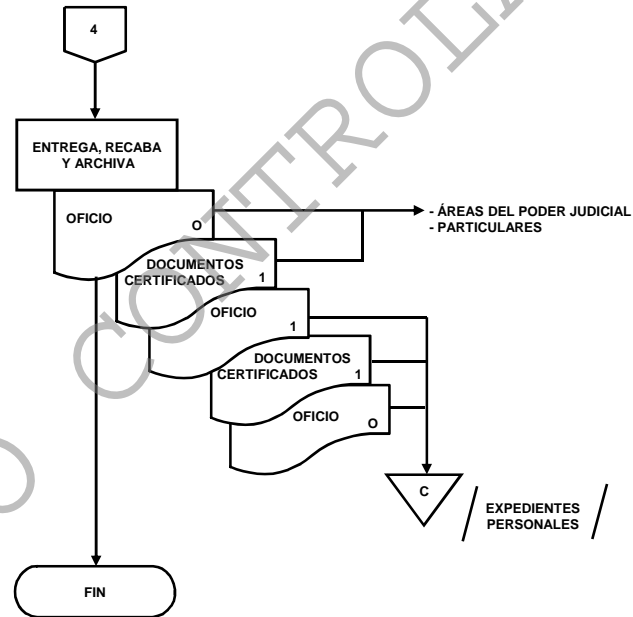 4
ENTREGA, RECABA
Y ARCHIVA
OFICIO
O
- ÁREAS DEL PODER JUDICIAL
- PARTICULARES
DOCUMENTOS
CERTIFICADOS
1
OFICIO
1
DOCUMENTOS
CERTIFICADOS
1
OFICIO
O
C
EXPEDIENTES
PERSONALES
FIN
O CONTROLA